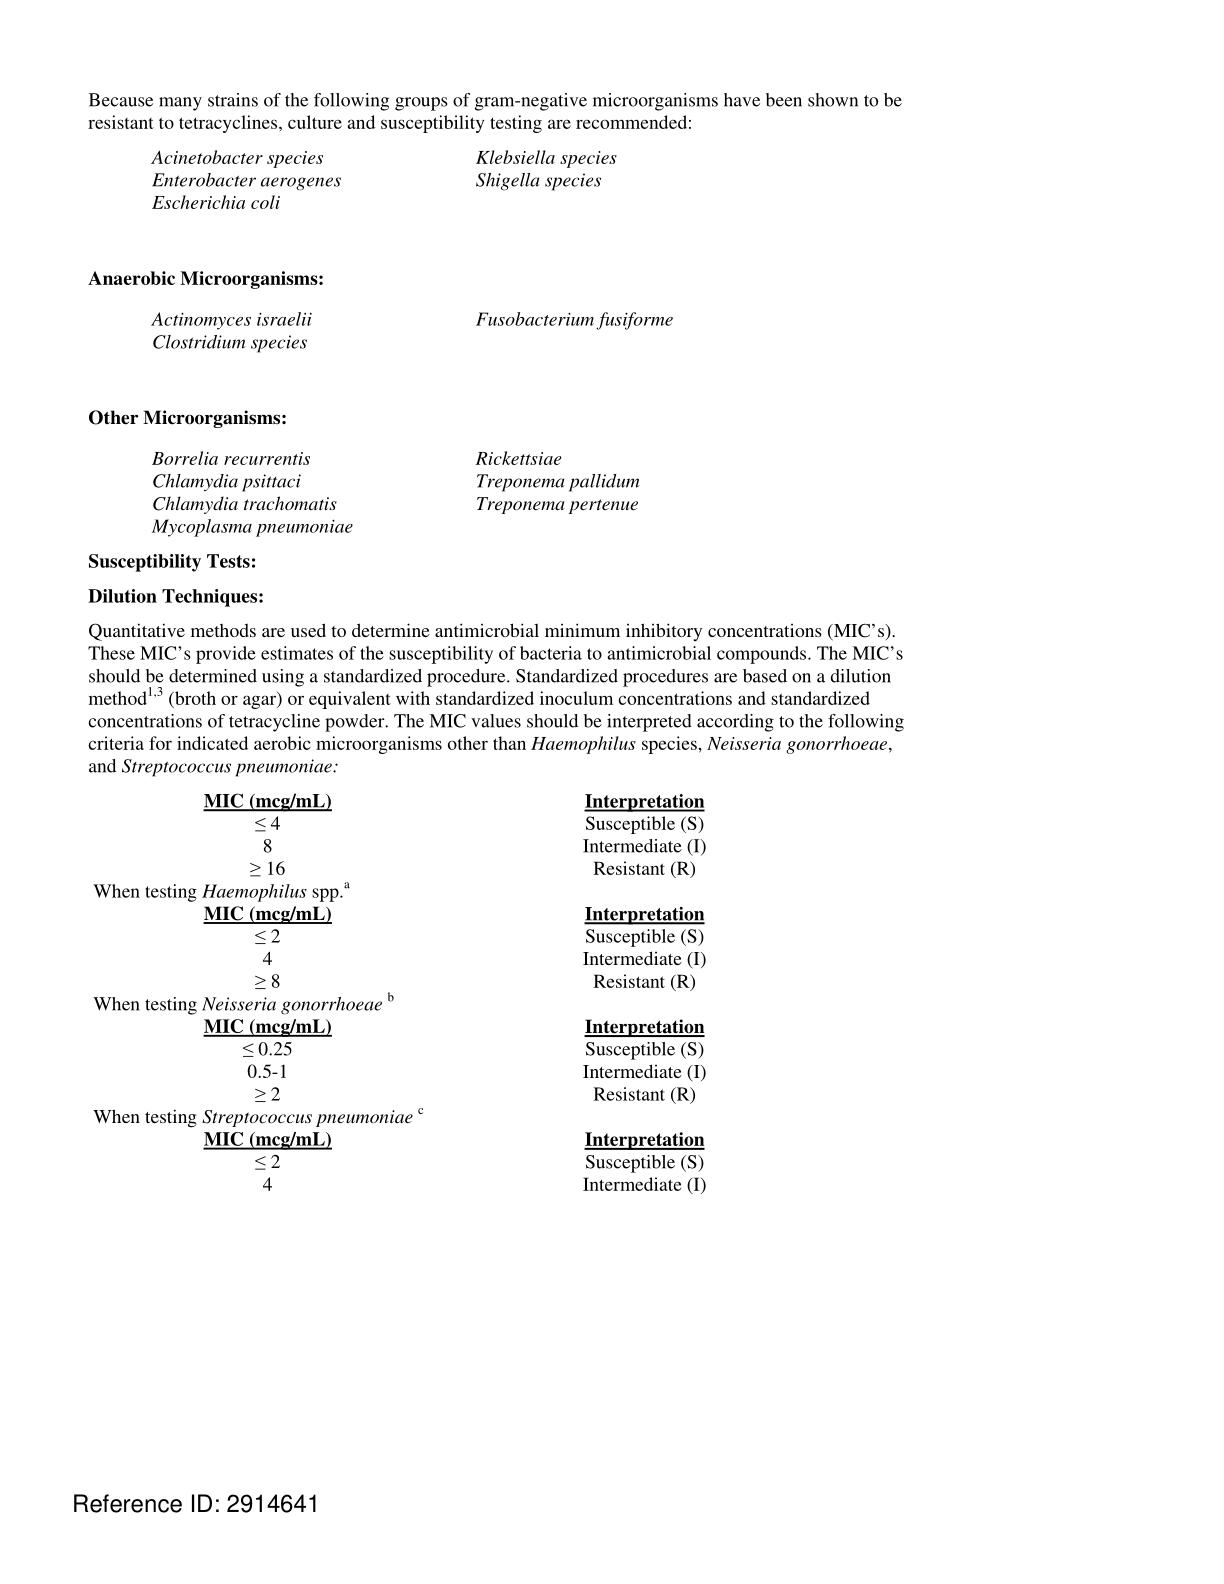 Because many strains of the following groups of gram-negative microorganisms have been shown to be
resistant to tetracyclines, culture and susceptibility testing are recommended:
Acinetobacter species Klebsiella species
Enterobacter aerogenes Shigella species
Escherichia coli
Anaerobic Microorganisms:
Actinomyces israelii Fusobacterium fusiforme
Clostridium species
Other Microorganisms:
Borrelia recurrentis Rickettsiae
Chlamydia psittaci Treponema pallidum
Chlamydia trachomatis Treponema pertenue
Mycoplasma pneumoniae
Susceptibility Tests:
Dilution Techniques:
Quantitative methods are used to determine antimicrobial minimum inhibitory concentrations (MIC’s).
These MIC’s provide estimates of the susceptibility of bacteria to antimicrobial compounds. The MIC’s
should be determined using a standardized procedure. Standardized procedures are based on a dilution
method1,3 (broth or agar) or equivalent with standardized inoculum concentrations and standardized
concentrations of tetracycline powder. The MIC values should be interpreted according to the following
criteria for indicated aerobic microorganisms other than Haemophilus species, Neisseria gonorrhoeae,
and Streptococcus pneumoniae:
MIC (mcg/mL) Interpretation
≤ 4 Susceptible (S)
8 Intermediate (I)
≥ 16 Resistant (R)
When testing Haemophilus spp.a
MIC (mcg/mL) Interpretation
≤ 2 Susceptible (S)
4 Intermediate (I)
≥ 8 Resistant (R)
When testing Neisseria gonorrhoeae b
MIC (mcg/mL) Interpretation
≤ 0.25 Susceptible (S)
0.5-1 Intermediate (I)
≥ 2 Resistant (R)
When testing Streptococcus pneumoniae c
MIC (mcg/mL) Interpretation
≤ 2 Susceptible (S)
4 Intermediate (I)
Reference ID: 2914641